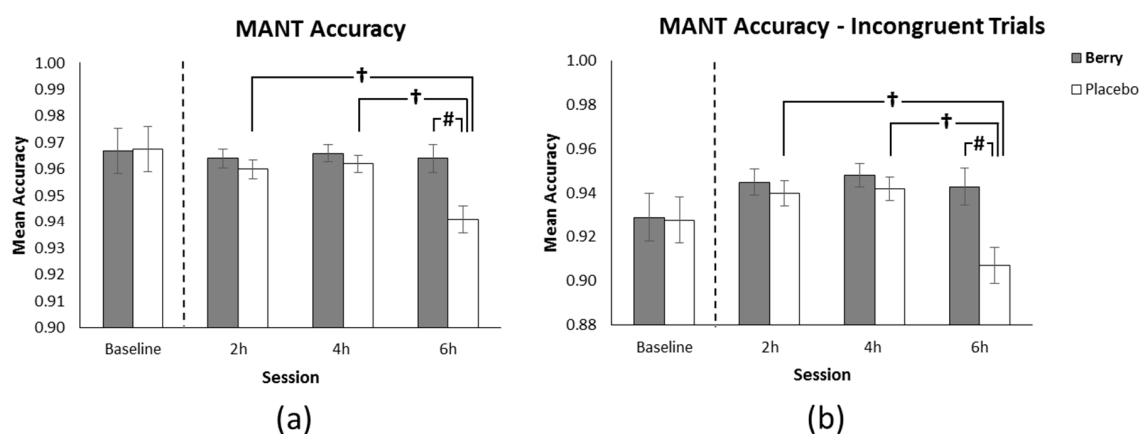 MANT Accuracy
Mean Accuracy
1.00
0.99
0.98
0.97
0.96
0.95
0.94
0.93
0.92
0.91
0.90
†
†
#
Baseline 2h 4h 6h
Session
(a)
MANT Accuracy - Incongruent Trials
Mean Accuracy
1.00
0.98
0.96
0.94
0.92
0.90
0.88
†
†
#
Baseline 2h 4h 6h
Session
(b)
Berry
Placebo